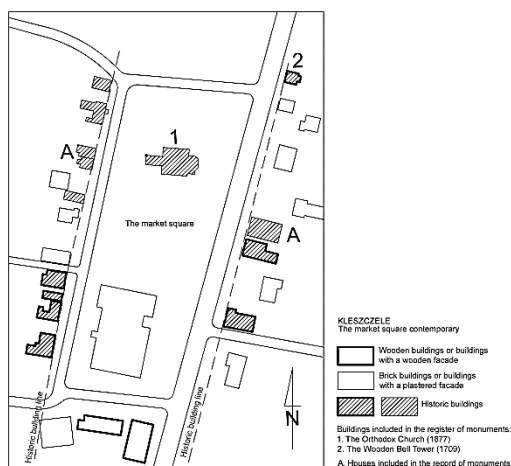 2
1
A
The market square
A
Historic building line
Historic building line
N
KLESZCZELE
The market square contemporary
Wooden buildings or buildings
with a wooden facade
Brick buildings or buildings
with a plastered facade
Historic buildings
Buildings included in the register of monuments:
1. The Orthodox Church (1877)
2. The Wooden Bell Tower (1709)
A. Houses included in the record of monuments